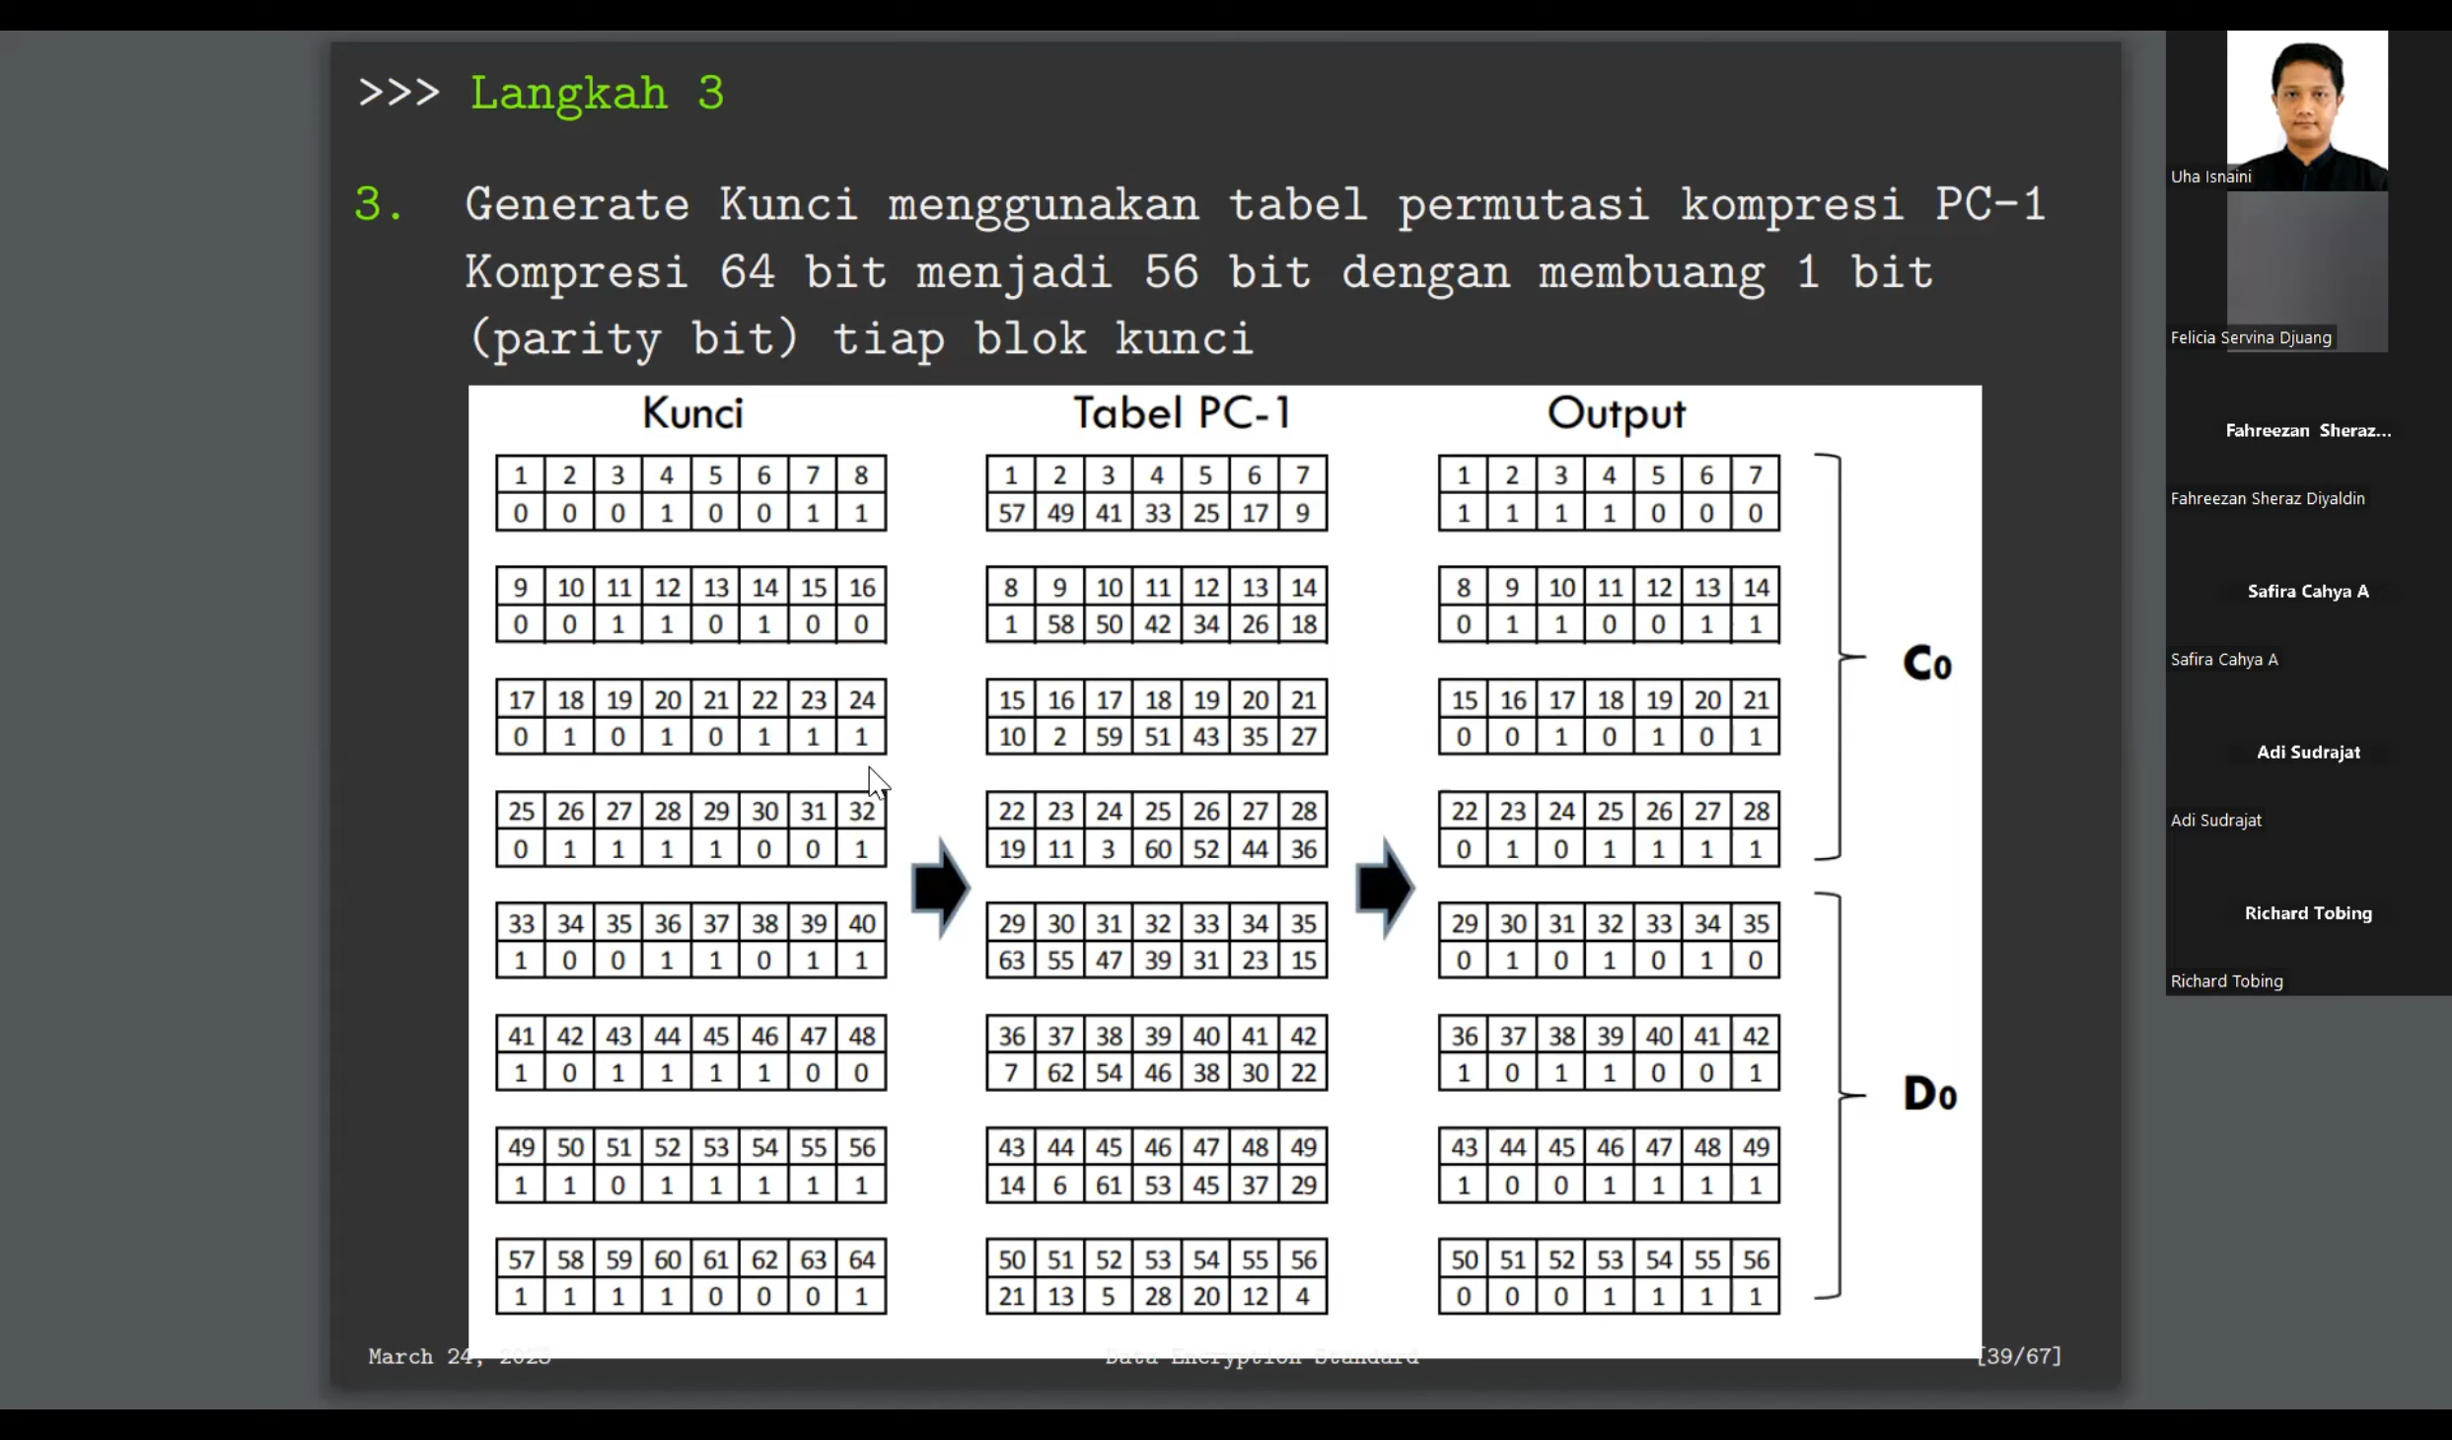 >>> Langkah 3
3. Generate Kunci menggunakan tabel permutasi kompresi PC-1
Kompresi 64 bit menjadi 56 bit dengan membuang 1 bit
(parity bit) tiap blok kunci
Kunci
1 2 3 4 5 6 7 8
0 0 0 1 0 0 1 1
9 10 11 12 13 14 15 16
0 0 1 1 0 1 0 0
17 18 19 20 21 22 23 24
0 1 0 1 0 1 1 1
25 26 27 28 29 30 31 32
0 1 1 1 1 0 0 1
33 34 35 36 37 38 39 40
1 0 0 1 1 0 1 1
41 42 43 44 45 46 47 48
1 0 1 1 1 1 0 0
49 50 51 52 53 54 55 56
1 1 0 1 1 1 1 1
57 58 59 60 61 62 63 64
1 1 1 1 0 0 0 1
Tabel PC-1
1 2 3 4 5 6 7
57 49 41 33 25 17 9
8 9 10 11 12 13 14
1 58 50 42 34 26 18
15 16 17 18 19 20 21
10 2 59 51 43 35 27
22 23 24 25 26 27 28
19 11 3 60 52 44 36
29 30 31 32 33 34 35
63 55 47 39 31 23 15
36 37 38 39 40 41 42
7 62 54 46 38 30 22
43 44 45 46 47 48 49
14 6 61 53 45 37 29
50 51 52 53 54 55 56
21 13 5 28 20 12 4
Output
1 2 3 4 5 6 7
1 1 1 1 0 0 0
8 9 10 11 12 13 14
0 1 1 0 0 1 1
15 16 17 18 19 20 21
0 0 1 0 1 0 1
22 23 24 25 26 27 28
0 1 0 1 1 1 1
29 30 31 32 33 34 35
0 1 0 1 0 1 0
36 37 38 39 40 41 42
1 0 1 1 0 0 1
43 44 45 46 47 48 49
1 0 0 1 1 1 1
50 51 52 53 54 55 56
0 0 0 1 1 1 1
C0
D0
March 24, 2023
Data Encryption Standard
[39/67]
Uha Isnaini
Felicia Servina Djuang
Fahreezan Sheraz...
Fahreezan Sheraz Diyaldin
Safira Cahya A
Safira Cahya A
Adi Sudrajat
Adi Sudrajat
Richard Tobing
Richard Tobing